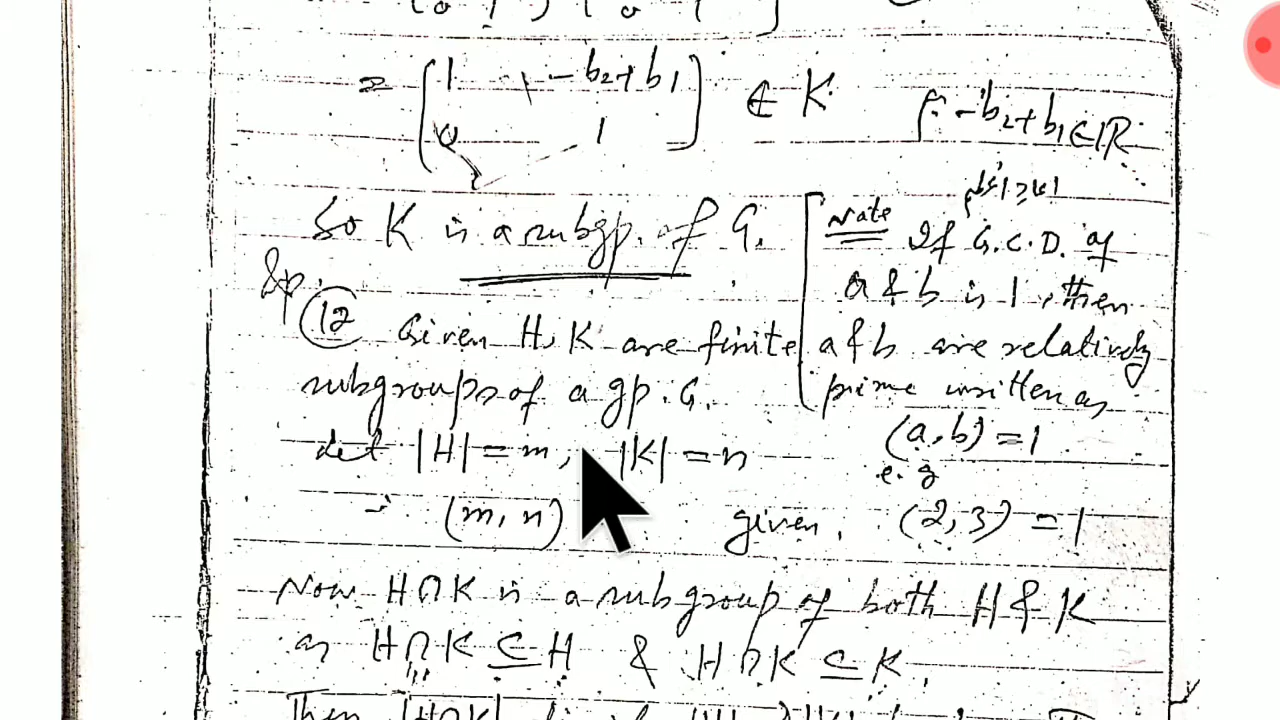 = [1 -b₂+b₁
0 1] ∈ K [∵ -b₂+b₁∈ℝ
So K is a subgp. of G.
Note If G.C.D. of
a & b is 1, then
a & b are relatively
prime written as
(a,b)=1
e.g
(2,3)=1
(12) Given H, K are finite
subgroups of a gp. G.
Let |H|=m, |K|=n
∴ (m,n) given.
Now H∩K is a subgroup of both H & K
as H∩K ⊆ H & H∩K ⊆ K.
Then |H∩K|